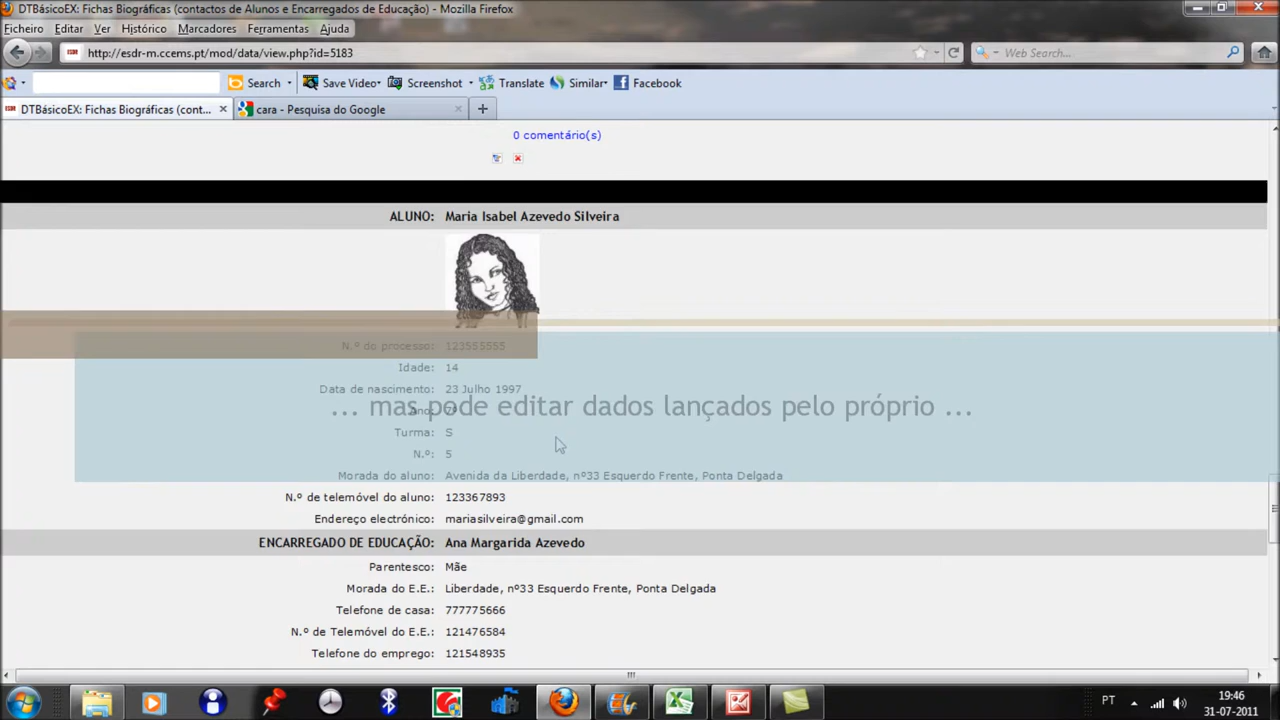 DTBásicoEX: Fichas Biográficas (contactos de Alunos e Encarregados de Educação) - Mozilla Firefox
Ficheiro Editar Ver Histórico Marcadores Ferramentas Ajuda
http://esdr-m.ccems.pt/mod/data/view.php?id=5183 Web Search...
Search Save Video Screenshot Translate Similar Facebook
DTBásicoEX: Fichas Biográficas (cont... cara - Pesquisa do Google
0 comentário(s)
ALUNO: Maria Isabel Azevedo Silveira
N.º do processo: 123555555
Idade: 14
Data de nascimento: 23 Julho 1997
... mas pode editar dados lançados pelo próprio ...
Turma: S
N.º: 5
Morada do aluno: Avenida da Liberdade, nº33 Esquerdo Frente, Ponta Delgada
N.º de telemóvel do aluno: 123367893
Endereço electrónico: mariasilveira@gmail.com
ENCARREGADO DE EDUCAÇÃO: Ana Margarida Azevedo
Parentesco: Mãe
Morada do E.E.: Liberdade, nº33 Esquerdo Frente, Ponta Delgada
Telefone de casa: 777775666
N.º de Telemóvel do E.E.: 121476584
Telefone do emprego: 121548935
PT 19:46
31-07-2011